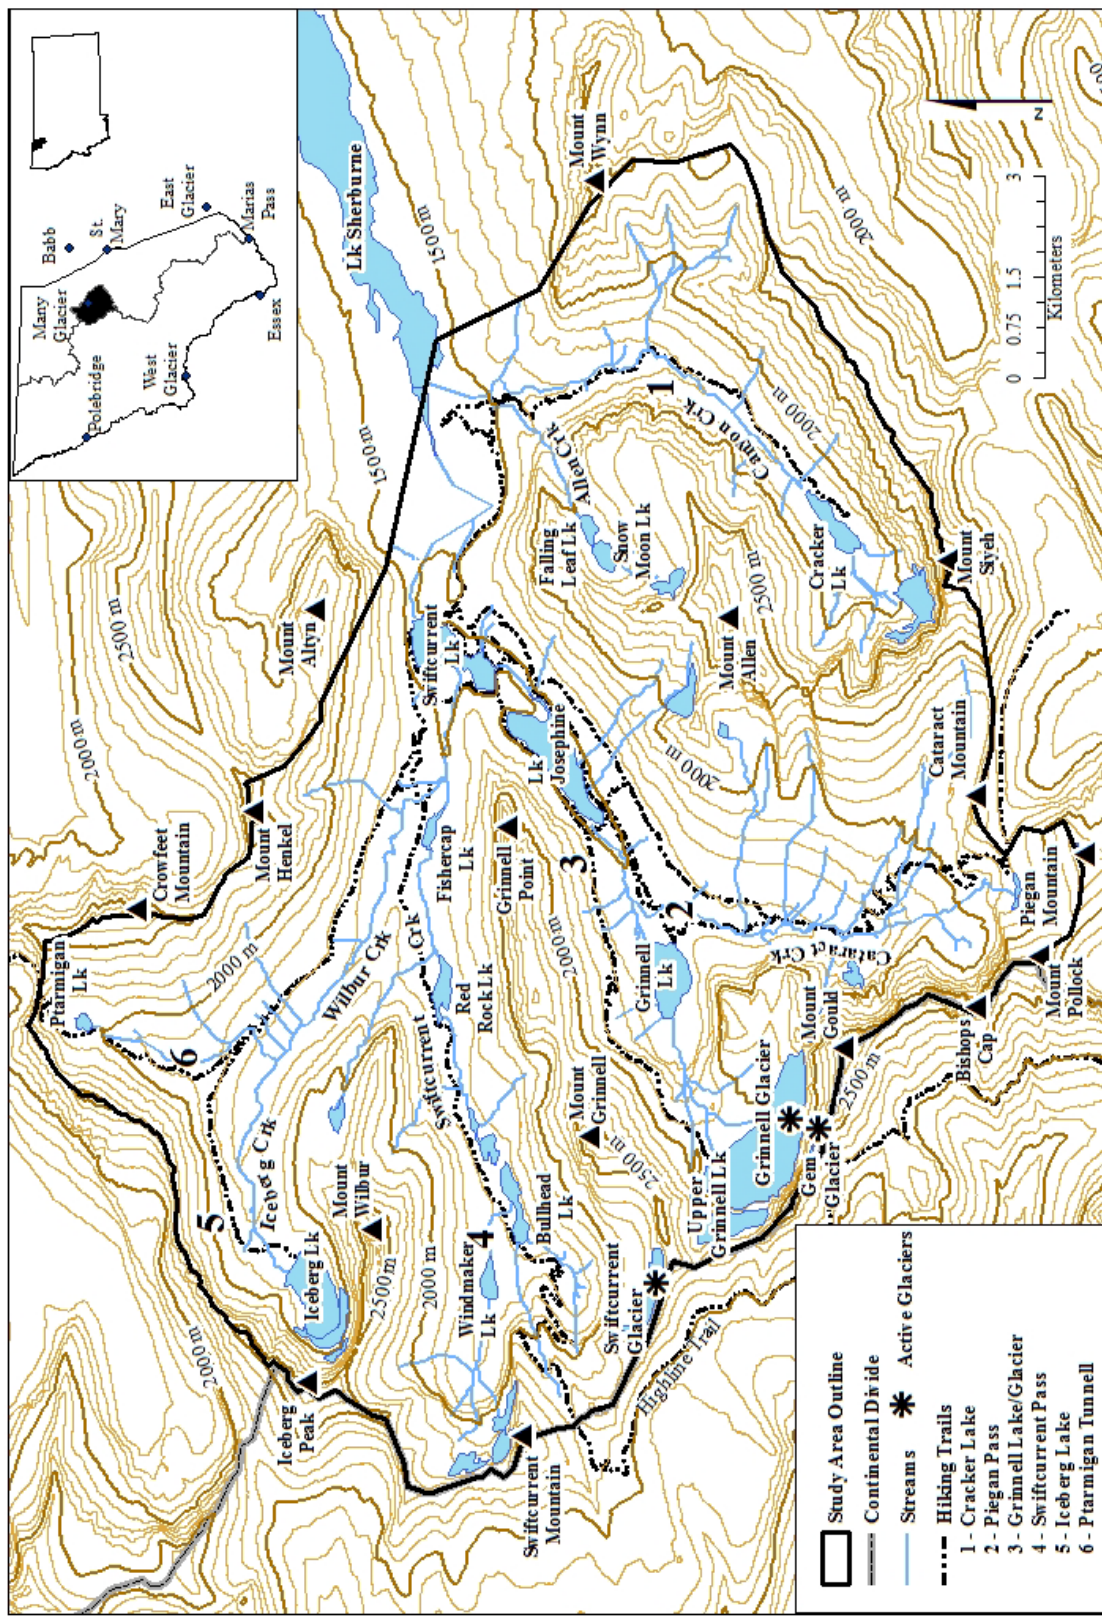 Many
Glacier
Babb
St.
Mary
Polebridge
West
Glacier
East
Glacier
Marias
Pass
Essex
Lk Sherburne
1500 m
1500 m
Mount
Wynn
2000 m
2000 m
Kilometers
0
0.75
1.5
3
N
2500 m
2000 m
Mount
Altyn
Mount
Henkel
Crowfeet
Mountain
Ptarmigan
Lk
2000 m
6
Wilbur Crk
5
Iceberg Crk
Iceberg Lk
Iceberg
Peak
2000 m
Mount
Wilbur
2500 m
2000 m
Swiftcurrent
Lk
Fishercap
Lk
Swiftcurrent Crk
Red
Rock Lk
Bullhead
Lk
4
Windmaker
Lk
Swiftcurrent
Mountain
Swiftcurrent
Glacier
Highline Trail
Lk
Josephine
Grinnell
Point
3
2000 m
Mount
Grinnell
2500 m
Grinnell
Lk
2
Upper
Grinnell Lk
Grinnell Glacier
Gem
Glacier
2500 m
Mount
Gould
Cataract Crk
Bishops
Cap
Mount
Pollock
Piegan
Mountain
Cataract
Mountain
2000 m
Mount
Allen
2500 m
Falling
Leaf Lk
Snow
Moon Lk
Allen Crk
1
Canyon Crk
Cracker
Lk
Mount
Siyeh
Study Area Outline
Continental Divide
Streams
Active Glaciers
Hiking Trails
1 - Cracker Lake
2 - Piegan Pass
3 - Grinnell Lake/Glacier
4 - Swiftcurrent Pass
5 - Iceberg Lake
6 - Ptarmigan Tunnell